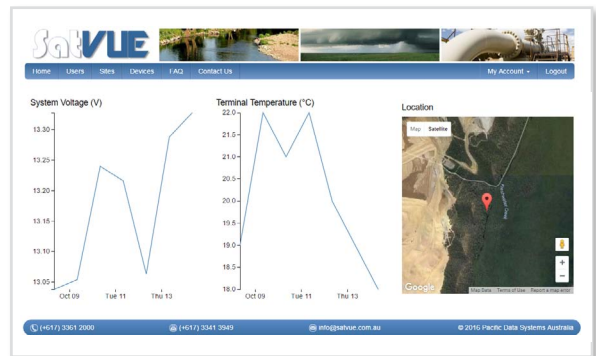 SatVUE
Home Users Sites Devices FAQ Contact Us My Account Logout
System Voltage (V)
13.30
13.25
13.20
13.15
13.10
13.05
Oct 09 Tue 11 Thu 13
Terminal Temperature (°C)
22.0
21.5
21.0
20.5
20.0
19.5
19.0
18.5
18.0
Oct 09 Tue 11 Thu 13
Location
Map Satellite
Google
Map Data Terms of Use Report a map error
(+617) 3361 2000 (+617) 3341 3949 info@satvue.com.au © 2016 Pacific Data Systems Australia